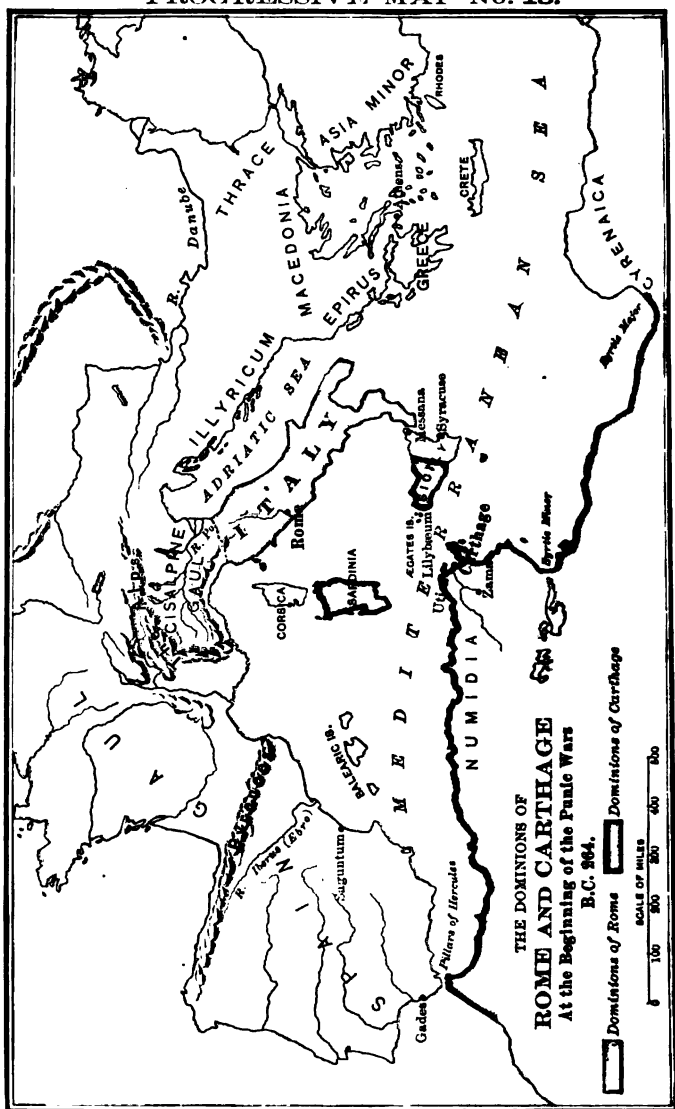 PROGRESSIVE MAP No. 13.
THE DOMINIONS OF
ROME AND CARTHAGE
At the Beginning of the Punic Wars
B.C. 264.
Dominions of Rome
Dominions of Carthage
SCALE OF MILES
0 100 200 300 400 500
GAUL
SPAIN
R. Iberus (Ebro)
Saguntum
Gades
Pillars of Hercules
BALEARIC IS.
CISALPINE
GAUL
R. Po
CORSICA
SARDINIA
ITALY
Rome
ADRIATIC SEA
ILLYRICUM
R. Danube
THRACE
MACEDONIA
EPIRUS
GREECE
Athens
ASIA MINOR
RHODES
CRETE
Messana
Syracuse
ÆGATES IS.
Lilybæum
Carthage
Zama
NUMIDIA
Syrtis Minor
Syrtis Major
CYRENAICA
MEDITERRANEAN SEA